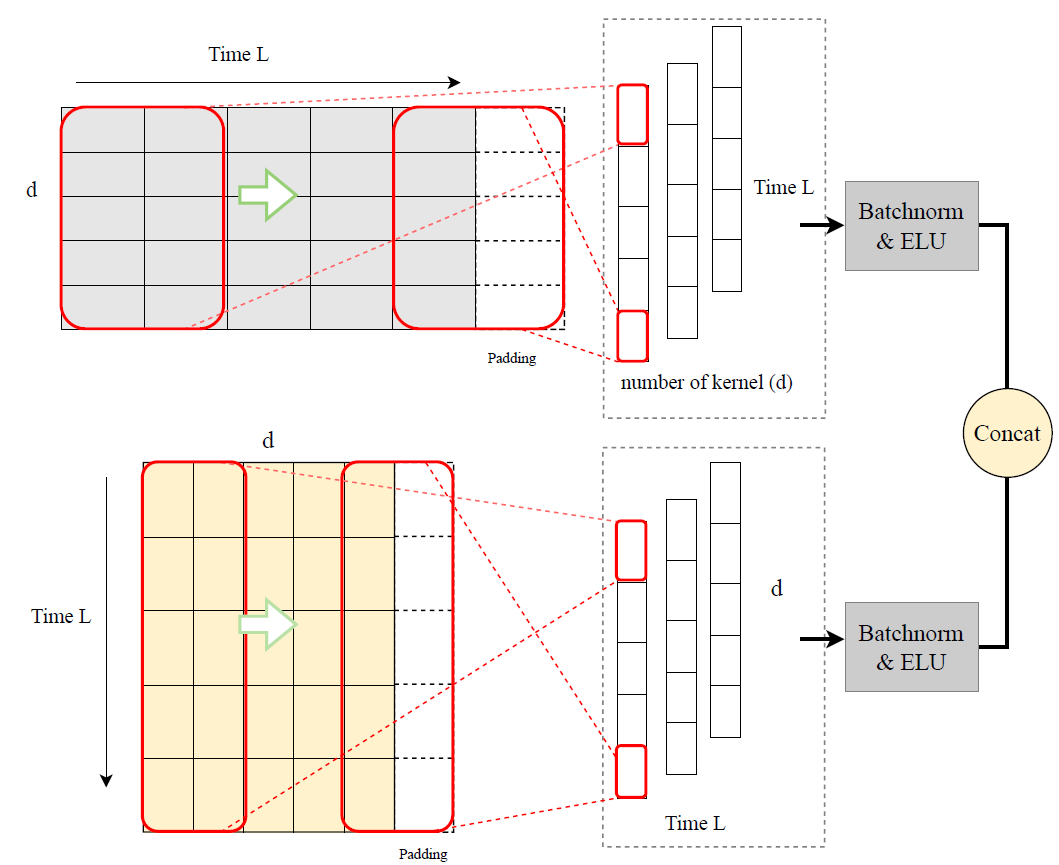 Time L
d
Padding
number of kernel (d)
Time L
Batchnorm
& ELU
Concat
d
Time L
Padding
d
Time L
Batchnorm
& ELU